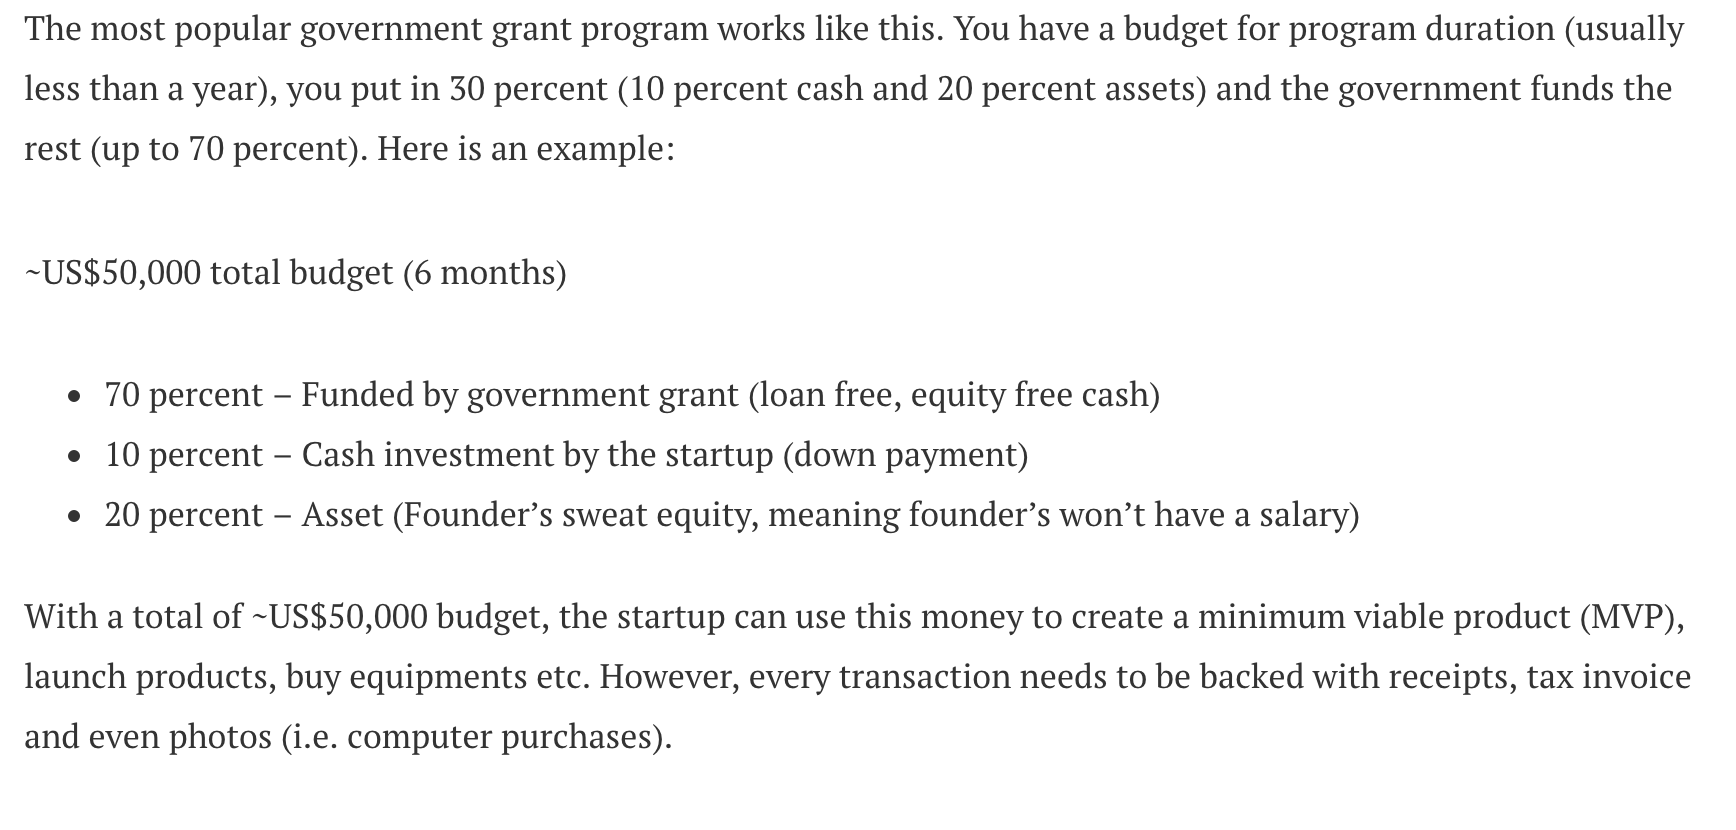 The most popular government grant program works like this. You have a budget for program duration (usually
less than a year), you put in 30 percent (10 percent cash and 20 percent assets) and the government funds the
rest (up to 70 percent). Here is an example:
~US$50,000 total budget (6 months)
• 70 percent – Funded by government grant (loan free, equity free cash)
• 10 percent – Cash investment by the startup (down payment)
• 20 percent – Asset (Founder’s sweat equity, meaning founder’s won’t have a salary)
With a total of ~US$50,000 budget, the startup can use this money to create a minimum viable product (MVP),
launch products, buy equipments etc. However, every transaction needs to be backed with receipts, tax invoice
and even photos (i.e. computer purchases).